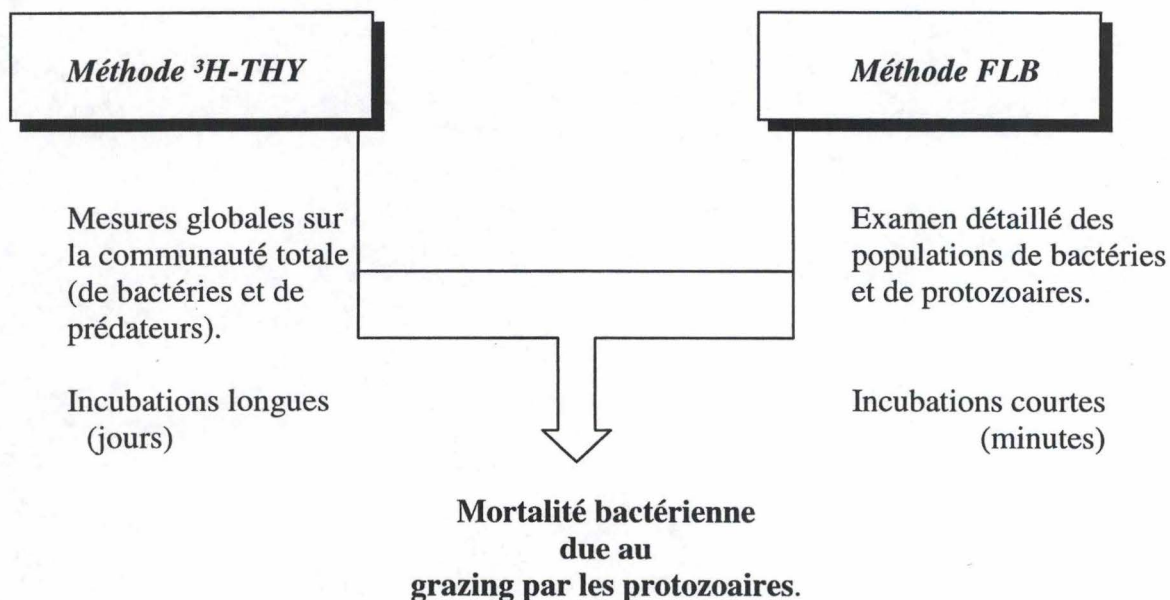 Méthode ³H-THY
Méthode FLB
Mesures globales sur
la communauté totale
(de bactéries et de
prédateurs).
Incubations longues
(jours)
Examen détaillé des
populations de bactéries
et de protozoaires.
Incubations courtes
(minutes)
Mortalité bactérienne
due au
grazing par les protozoaires.